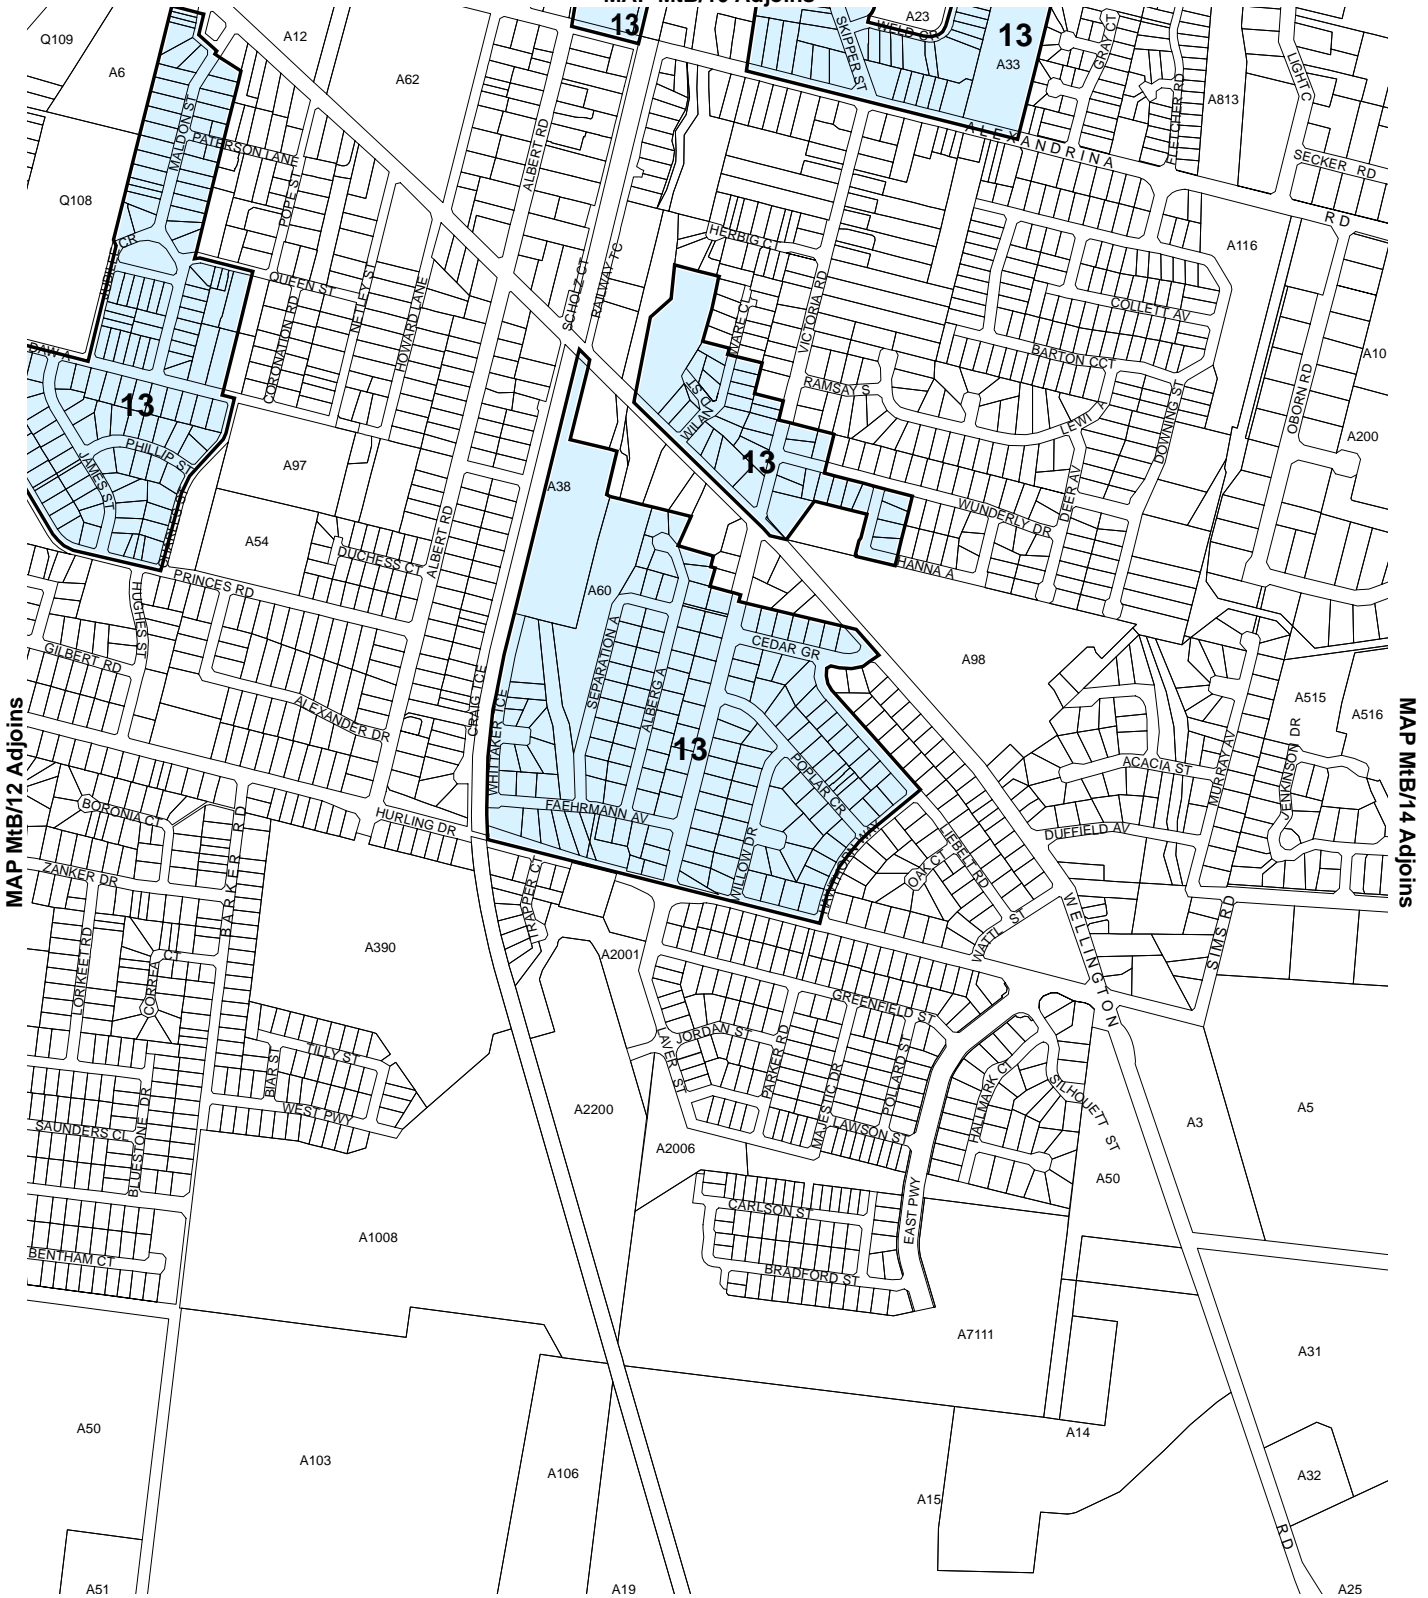 13
A23
13
WELD CR
SKIPPER ST
A33
GRAY CT
LIGHT C
Q109
A12
A6
A62
A813
FLETCHER RD
MALDON ST
PATERSON LANE
ALBERT RD
ALEXANDRINA
RD
SECKER RD
Q108
POPE ST
HERBIG CT
A116
QUEEN ST
NETLEY S
HOWARD LANE
CORONATION RD
SCHOLZ CT
RAILWAY TC
WARE C
VICTORIA RD
COLLETT AV
BARTON CCT
A10
DAW A
13
RAMSAY S
LEWI A
DOWNING ST
OBORN RD
A200
PHILLIP ST
JAMES ST
A97
A38
WILAN
D ST
13
WUNDERLY DR
DEER AV
A54
DUCHESS CT
ALBERT RD
HANNA A
PRINCES RD
HUGHES ST
A60
GILBERT RD
SEPARATION A
ALBERG A
CEDAR GR
A98
A515
A516
MAP MtB/12 Adjoins
MAP MtB/14 Adjoins
ALEXANDER DR
CRAIG TCE
WHITTAKER TCE
13
POPLAR CR
ACACIA ST
MURRAY AV
JENKINSON DR
BORONIA CT
HURLING DR
FAEHRMANN AV
WILLOW DR
HAWTHORN WAY
DUFFIELD AV
ZANKER DR
BARKER RD
TRAPPER CT
OAK CT
LIEBELT RD
WATTL ST
WELLINGTON
RD
SIMS RD
LORIKEET RD
CORREA CT
A390
A2001
GREENFIELD ST
JORDAN ST
LAVER ST
PARKER RD
MAJESTIC DR
POLLARD ST
HALLMARK C
SILHOUETT ST
TILLY ST
BIAR S
WEST PWY
A2200
A3
A5
SAUNDERS CL
BLUESTONE DR
LAWSON ST
A2006
A50
CARLSON ST
EAST PWY
A1008
BENTHAM CT
BRADFORD ST
A7111
A31
A50
A103
A106
A14
A15
A32
A51
A19
A25